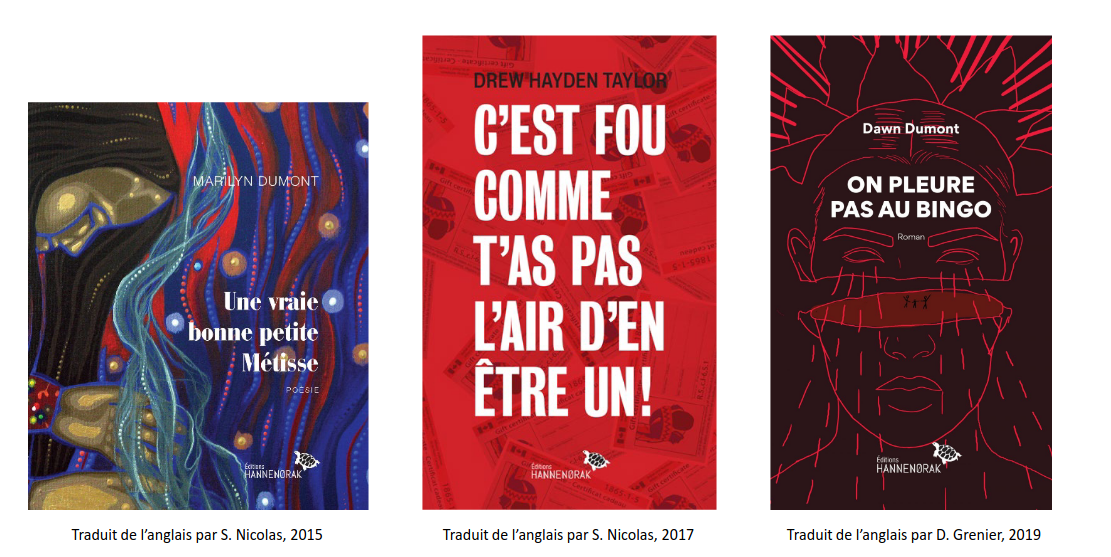 MARILYN DUMONT
Une vraie
bonne petite
Métisse
POÉSIE
Éditions
HANNENORAK
Traduit de l’anglais par S. Nicolas, 2015
DREW HAYDEN TAYLOR
C’EST FOU
COMME
T’AS PAS
L’AIR D’EN
ÊTRE UN!
Éditions
HANNENORAK
Traduit de l’anglais par S. Nicolas, 2017
Dawn Dumont
ON PLEURE
PAS AU BINGO
Roman
Éditions
HANNENORAK
Traduit de l’anglais par D. Grenier, 2019